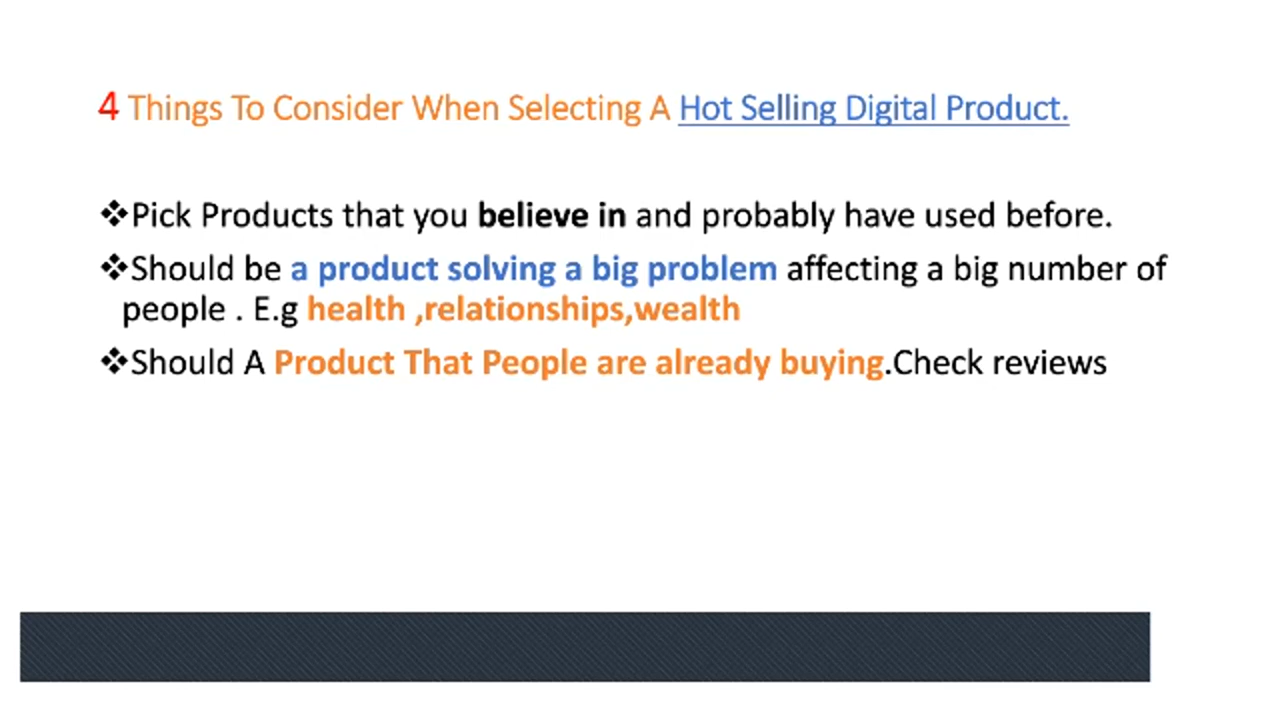 4 Things To Consider When Selecting A Hot Selling Digital Product.
❖Pick Products that you believe in and probably have used before.
❖Should be a product solving a big problem affecting a big number of
people . E.g health ,relationships,wealth
❖Should A Product That People are already buying.Check reviews